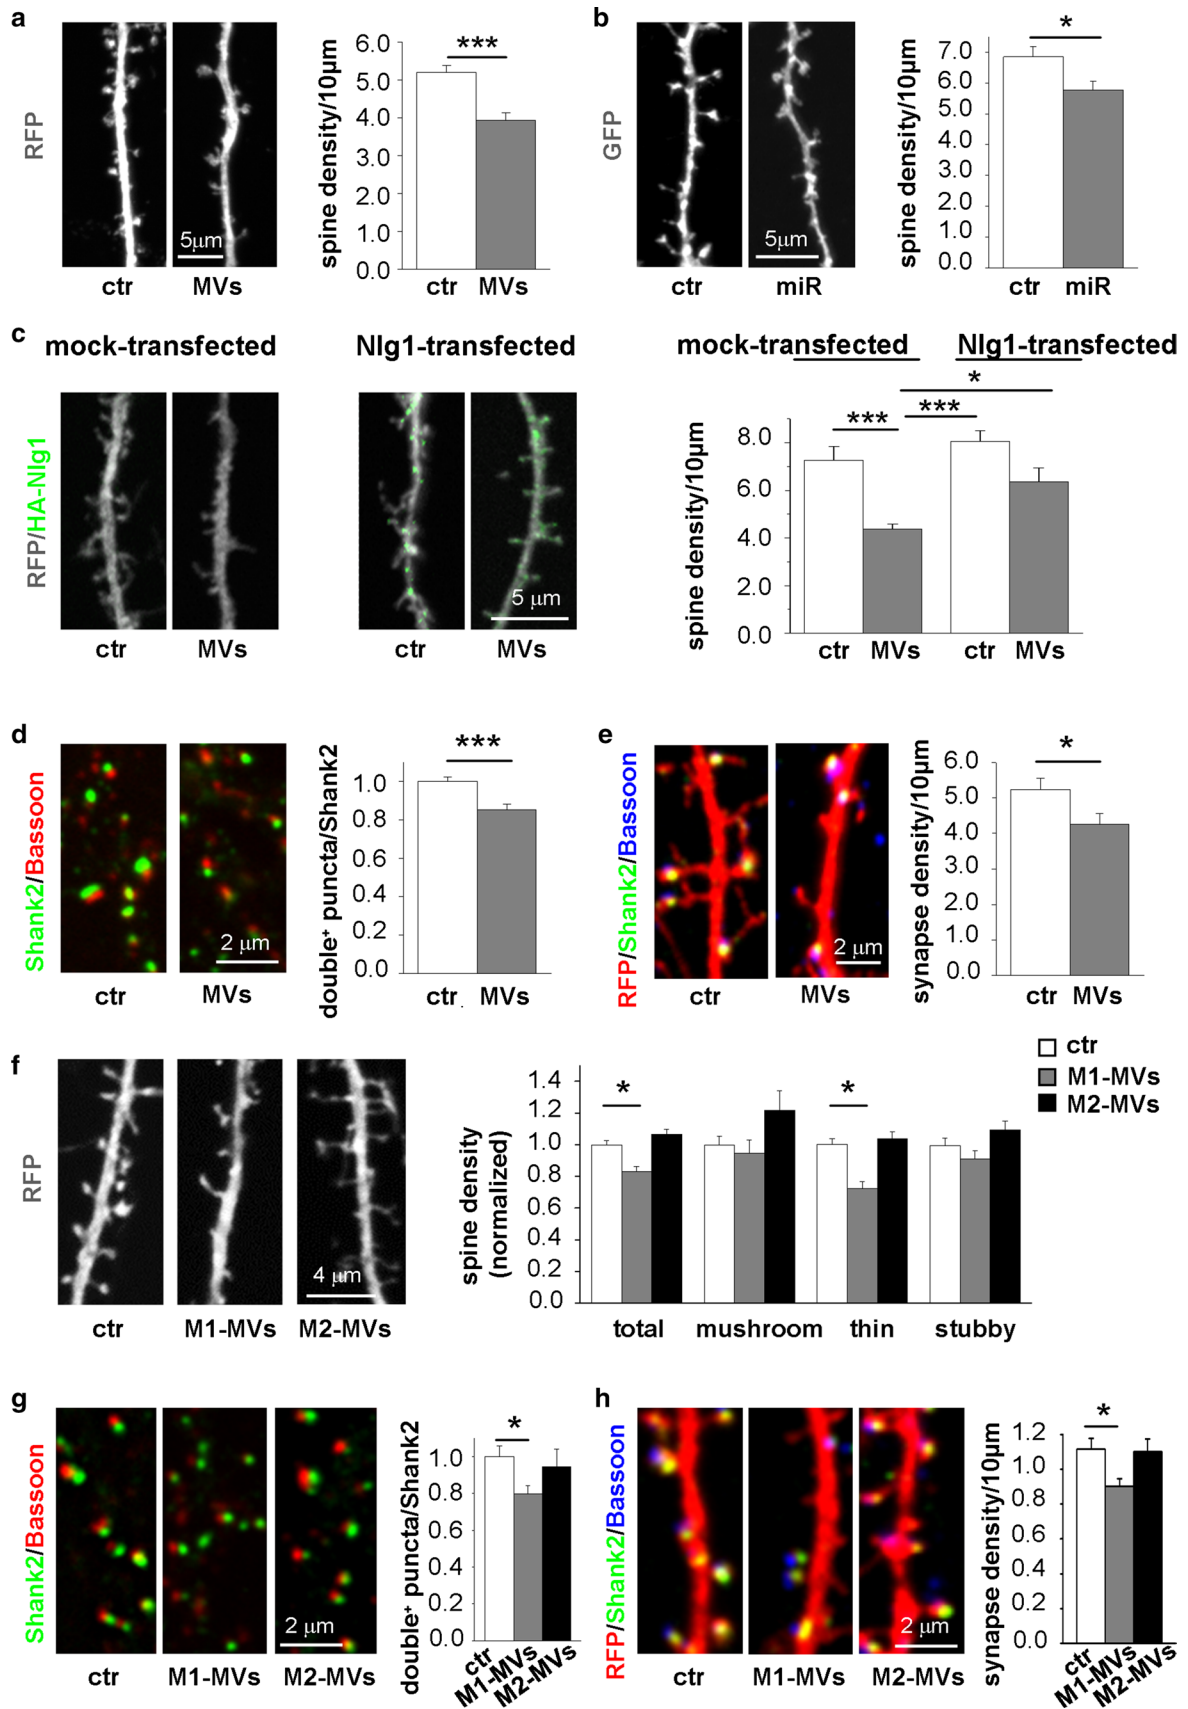 a
RFP
5μm
ctr MVs
spine density/10μm
6.0
5.0
4.0
3.0
2.0
1.0
0.0
***
ctr MVs
b
GFP
5μm
ctr miR
spine density/10μm
7.0
6.0
5.0
4.0
3.0
2.0
1.0
0.0
*
ctr miR
c
mock-transfected
Nlg1-transfected
RFP/HA-Nlg1
5 μm
ctr MVs
ctr MVs
mock-transfected
Nlg1-transfected
*
*** ***
spine density/10μm
8.0
6.0
4.0
2.0
0.0
ctr MVs ctr MVs
d
Shank2/Bassoon
2 μm
ctr MVs
double+ puncta/Shank2
1.0
0.8
0.6
0.4
0.2
0.0
***
ctr MVs
e
RFP/Shank2/Bassoon
2 μm
ctr MVs
synapse density/10μm
6.0
5.0
4.0
3.0
2.0
1.0
0.0
*
ctr MVs
f
RFP
4 μm
ctr M1-MVs M2-MVs
spine density
(normalized)
1.4
1.2
1.0
0.8
0.6
0.4
0.2
0.0
* *
total mushroom thin stubby
ctr
M1-MVs
M2-MVs
g
Shank2/Bassoon
2 μm
ctr M1-MVs M2-MVs
double+ puncta/Shank2
1.0
0.8
0.6
0.4
0.2
0.0
*
ctr
M1-MVs
M2-MVs
h
RFP/Shank2/Bassoon
2 μm
ctr M1-MVs M2-MVs
synapse density/10μm
1.2
1.0
0.8
0.6
0.4
0.2
0.0
*
ctr
M1-MVs
M2-MVs